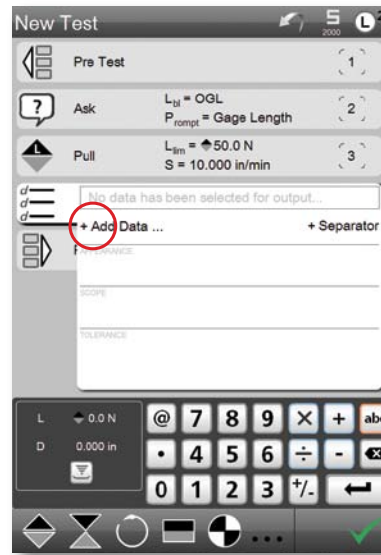 New Test
5
2000
L
Pre Test
1
?
Ask
Lbl = OGL
Prompt = Gage Length
2
L
Pull
Llim = 50.0 N
S = 10.000 in/min
3
d
d
d
No data has been selected for output...
+ Add Data ...
+ Separator
APPEARANCE
SCOPE
TOLERANCE
L
0.0 N
D
0.000 in
@ 7 8 9 × + ab
• 4 5 6 ÷ -
0 1 2 3 +/-
...